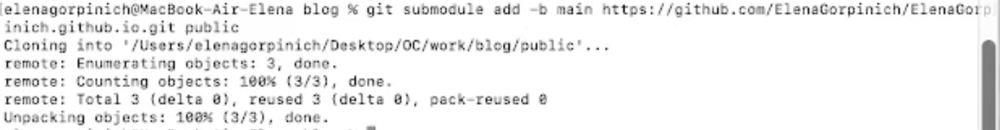 elenagorpinich@MacBook-Air-Elena blog % git submodule add -b main https://github.com/ElenaGorpinich/ElenaGorp
inich.github.io.git public
Cloning into '/Users/elenagorpinich/Desktop/OC/work/blog/public'...
remote: Enumerating objects: 3, done.
remote: Counting objects: 100% (3/3), done.
remote: Total 3 (delta 0), reused 3 (delta 0), pack-reused 0
Unpacking objects: 100% (3/3), done.